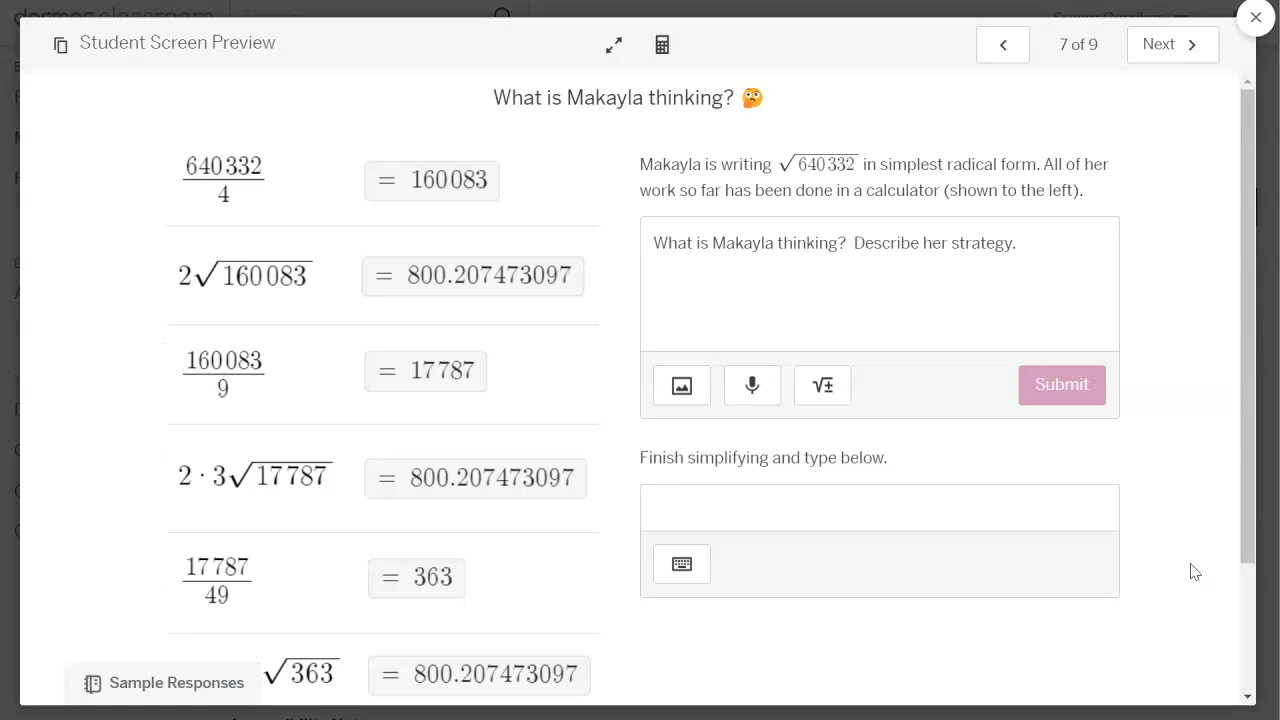 desmos classroom
Student Screen Preview
7 of 9
Next
What is Makayla thinking? 🤔
640332/4 = 160083
2√160083 = 800.207473097
160083/9 = 17787
2 · 3√17787 = 800.207473097
17787/49 = 363
√363 = 800.207473097
Sample Responses
Makayla is writing √640332 in simplest radical form. All of her
work so far has been done in a calculator (shown to the left).
What is Makayla thinking? Describe her strategy.
√±
Submit
Finish simplifying and type below.